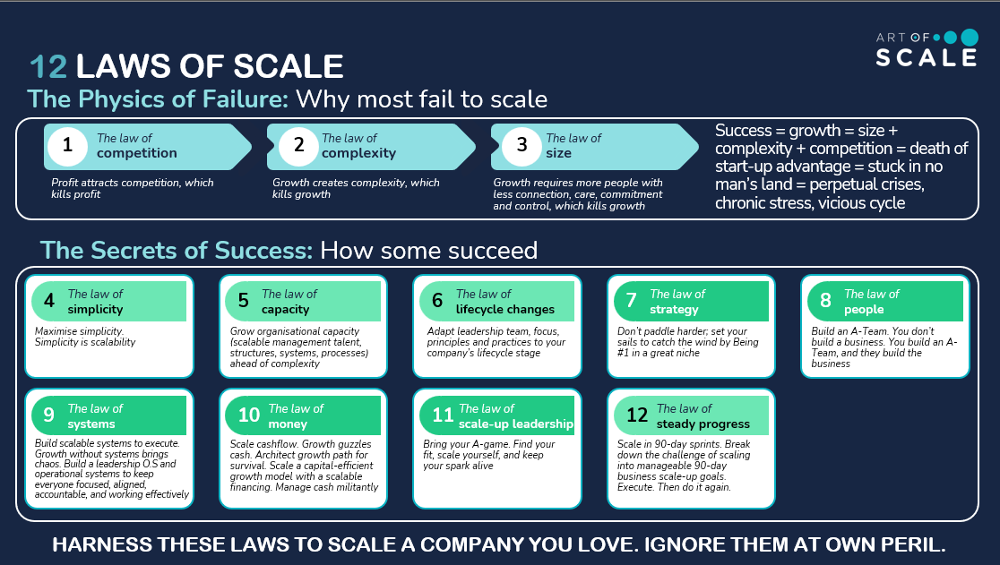 ART OF
SCALE
12 LAWS OF SCALE
The Physics of Failure: Why most fail to scale
1
The law of
competition
Profit attracts competition, which
kills profit
2
The law of
complexity
Growth creates complexity, which
kills growth
3
The law of
size
Growth requires more people with
less connection, care, commitment
and control, which kills growth
Success = growth = size +
complexity + competition = death of
start-up advantage = stuck in no
man's land = perpetual crises,
chronic stress, vicious cycle
The Secrets of Success: How some succeed
4
The law of
simplicity
Maximise simplicity.
Simplicity is scalability
5
The law of
capacity
Grow organisational capacity
(scalable management talent,
structures, systems, processes)
ahead of complexity
6
The law of
lifecycle changes
Adapt leadership team, focus,
principles and practices to your
company's lifecycle stage
7
The law of
strategy
Don't paddle harder; set your
sails to catch the wind by Being
#1 in a great niche
8
The law of
people
Build an A-Team. You don't
build a business. You build an A-
Team, and they build the
business
9
The law of
systems
Build scalable systems to execute.
Growth without systems brings
chaos. Build a leadership O.S and
operational systems to keep
everyone focused, aligned,
accountable, and working effectively
10
The law of
money
Scale cashflow. Growth guzzles
cash. Architect growth path for
survival. Scale a capital-efficient
growth model with a scalable
financing. Manage cash militantly
11
The law of
scale-up leadership
Bring your A-game. Find your
fit, scale yourself, and keep
your spark alive
12
The law of
steady progress
Scale in 90-day sprints. Break
down the challenge of scaling
into manageable 90-day
business scale-up goals.
Execute. Then do it again.
HARNESS THESE LAWS TO SCALE A COMPANY YOU LOVE. IGNORE THEM AT OWN PERIL.